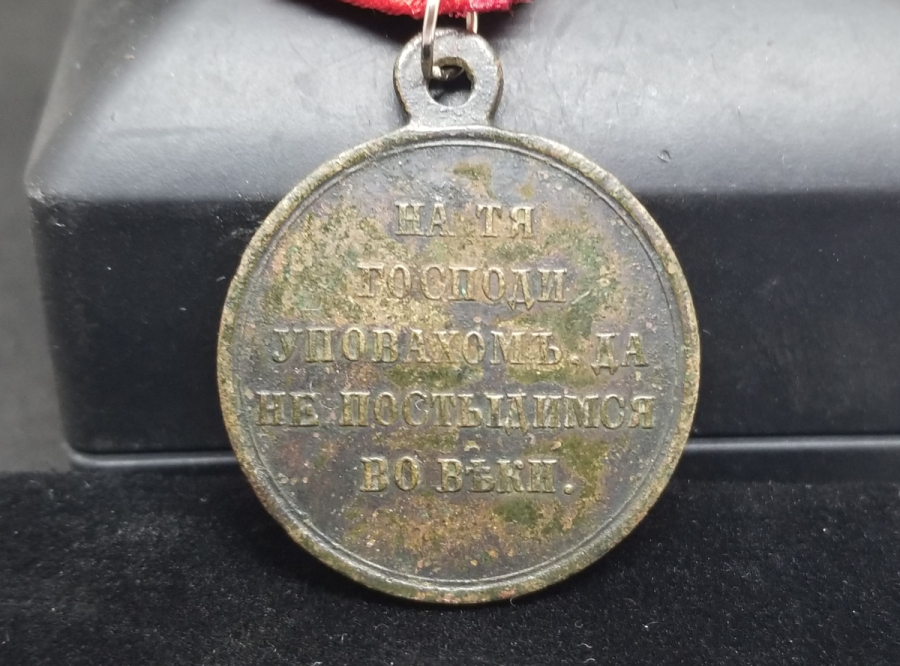 НА ТЯ
ГОСПОДИ
УПОВАХОМЪ, ДА
НЕ ПОСТЫДИМСЯ
ВО ВѢКИ.